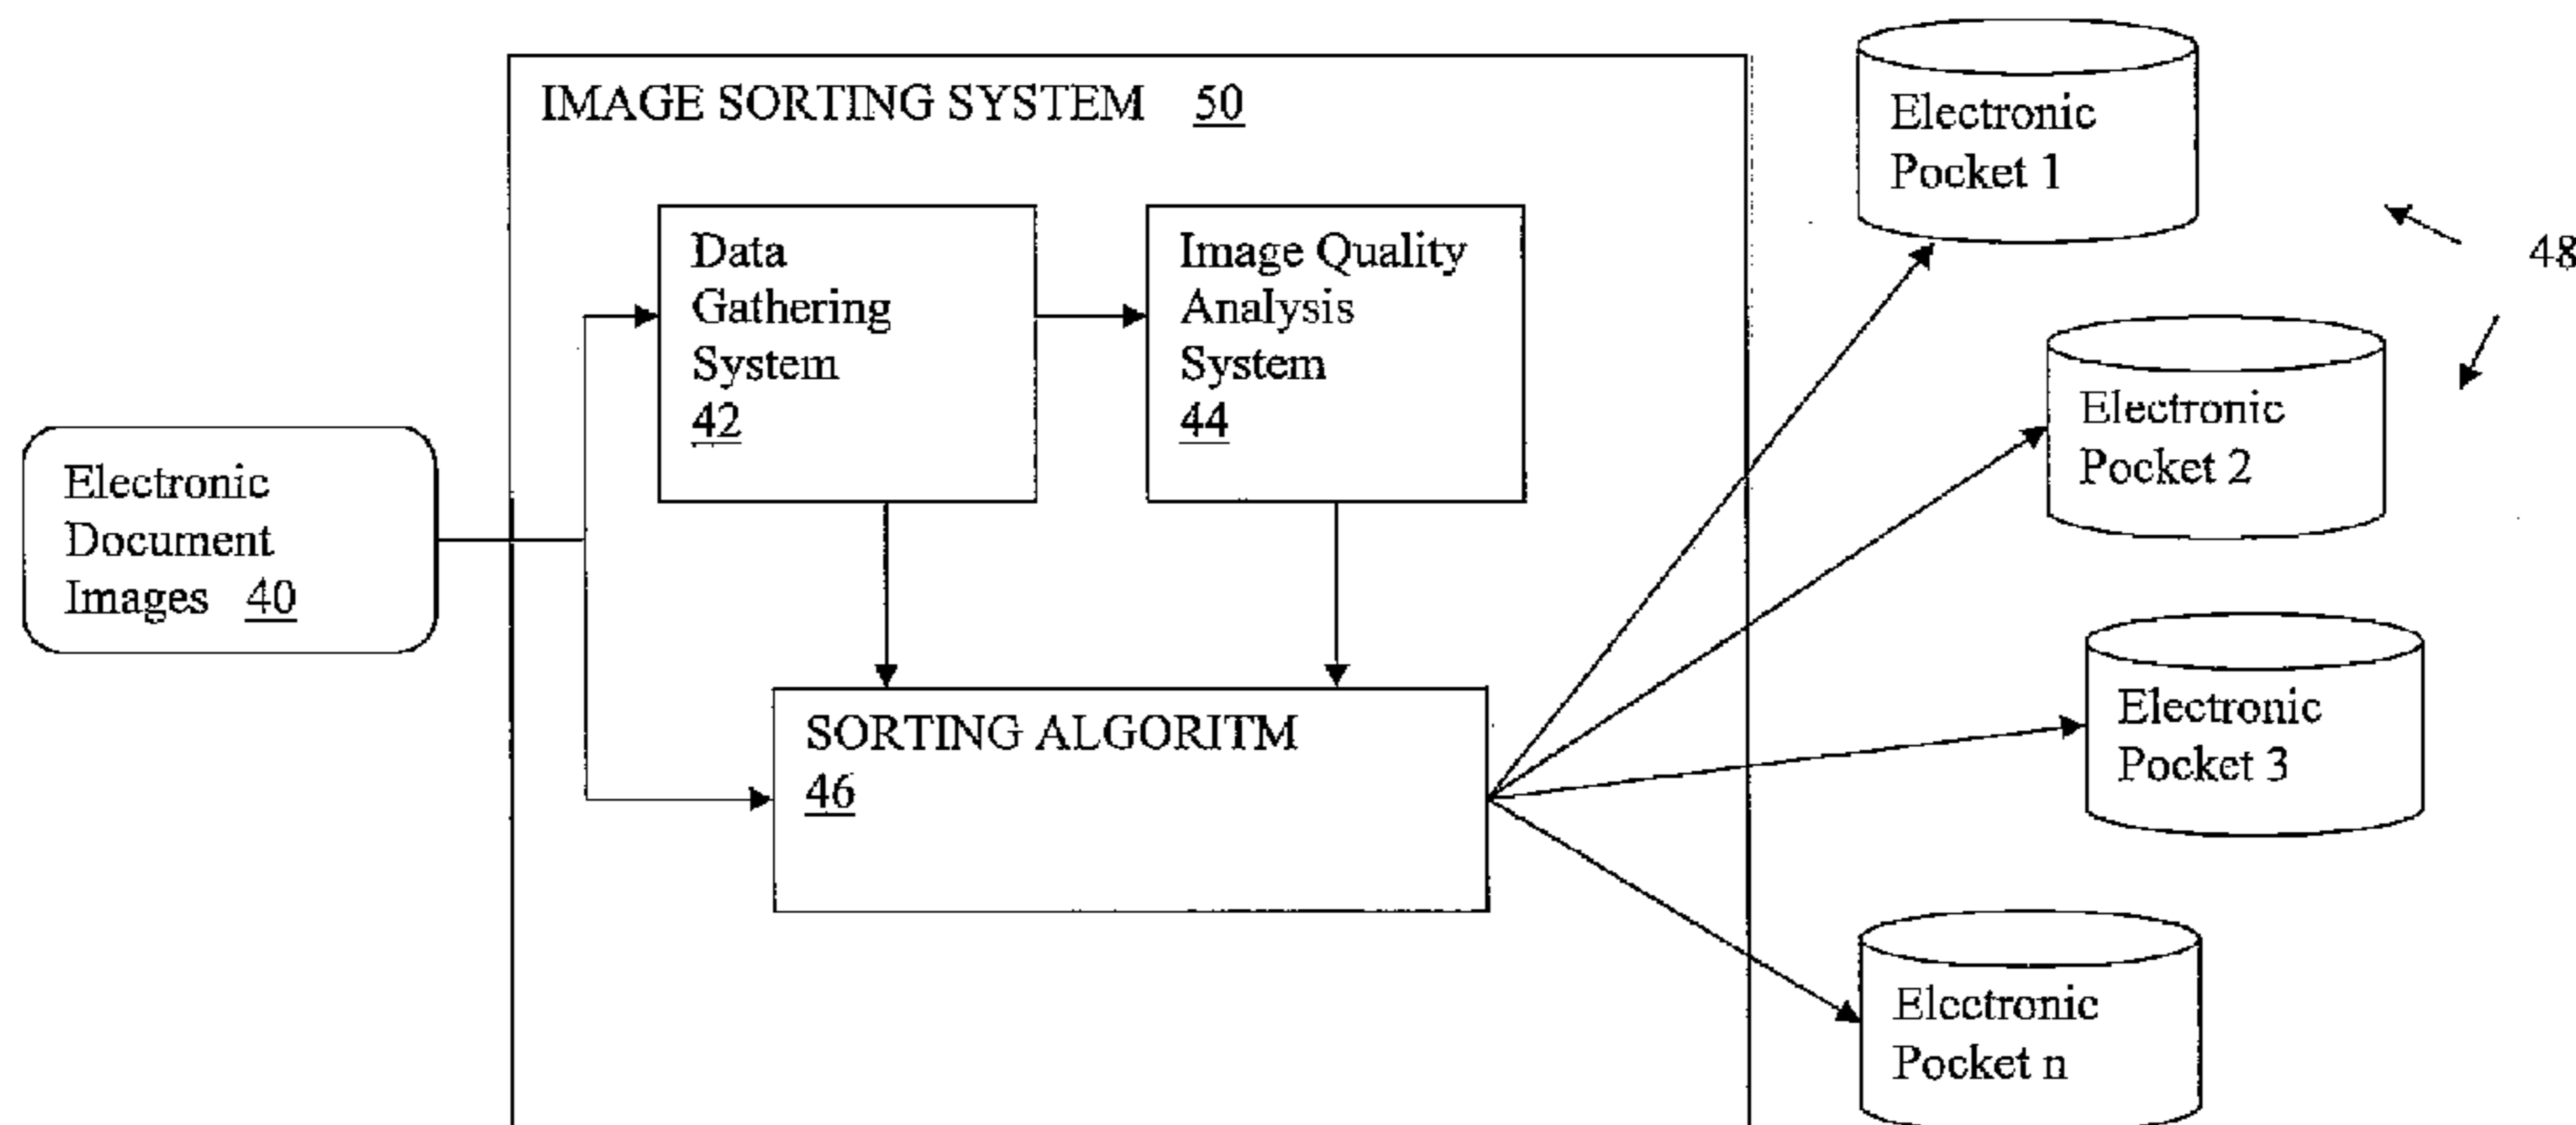 IMAGE SORTING SYSTEM 50
Electronic
Pocket 1
Data
Gathering
System
42
Image Quality
Analysis
System
44
48
Electronic
Pocket 2
Electronic
Document
Images 40
SORTING ALGORITM
46
Electronic
Pocket 3
Electronic
Pocket n